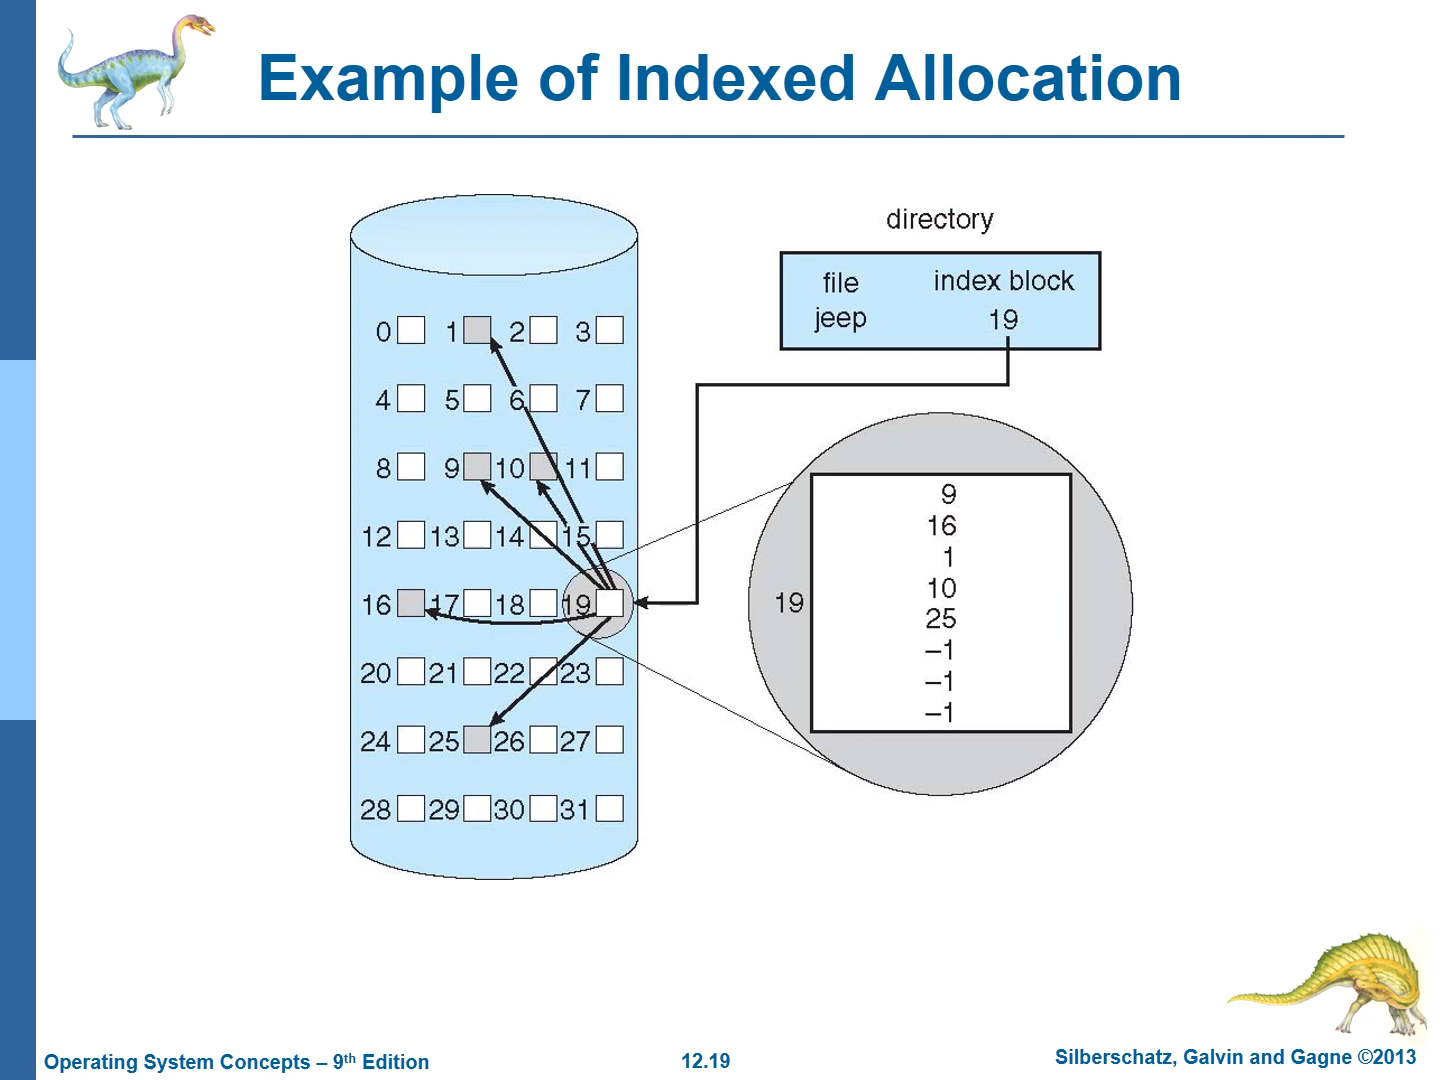 Example of Indexed Allocation
directory
file index block
jeep 19
0 1 2 3
4 5 6 7
8 9 10 11
12 13 14 15
16 17 18 19
20 21 22 23
24 25 26 27
28 29 30 31
19
9
16
1
10
25
–1
–1
–1
Operating System Concepts – 9th Edition
12.19
Silberschatz, Galvin and Gagne ©2013